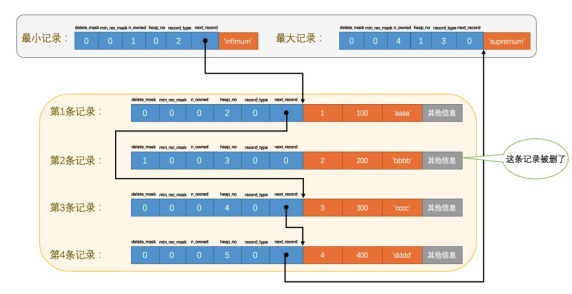 delete_mask min_rec_mask n_owned heap_no record_type next_record
最小记录： 0 0 1 0 2 'infimum'
delete_mask min_rec_mask n_owned heap_no record_type next_record
最大记录： 0 0 4 1 3 0 'supremum'
delete_mask min_rec_mask n_owned heap_no record_type next_record
第1条记录： 0 0 0 2 0 1 100 'aaaa' 其他信息
delete_mask min_rec_mask n_owned heap_no record_type next_record
第2条记录： 1 0 0 3 0 0 2 200 'bbbb' 其他信息
这条记录被删了
delete_mask min_rec_mask n_owned heap_no record_type next_record
第3条记录： 0 0 0 4 0 3 300 'cccc' 其他信息
delete_mask min_rec_mask n_owned heap_no record_type next_record
第4条记录： 0 0 0 5 0 4 400 'dddd' 其他信息